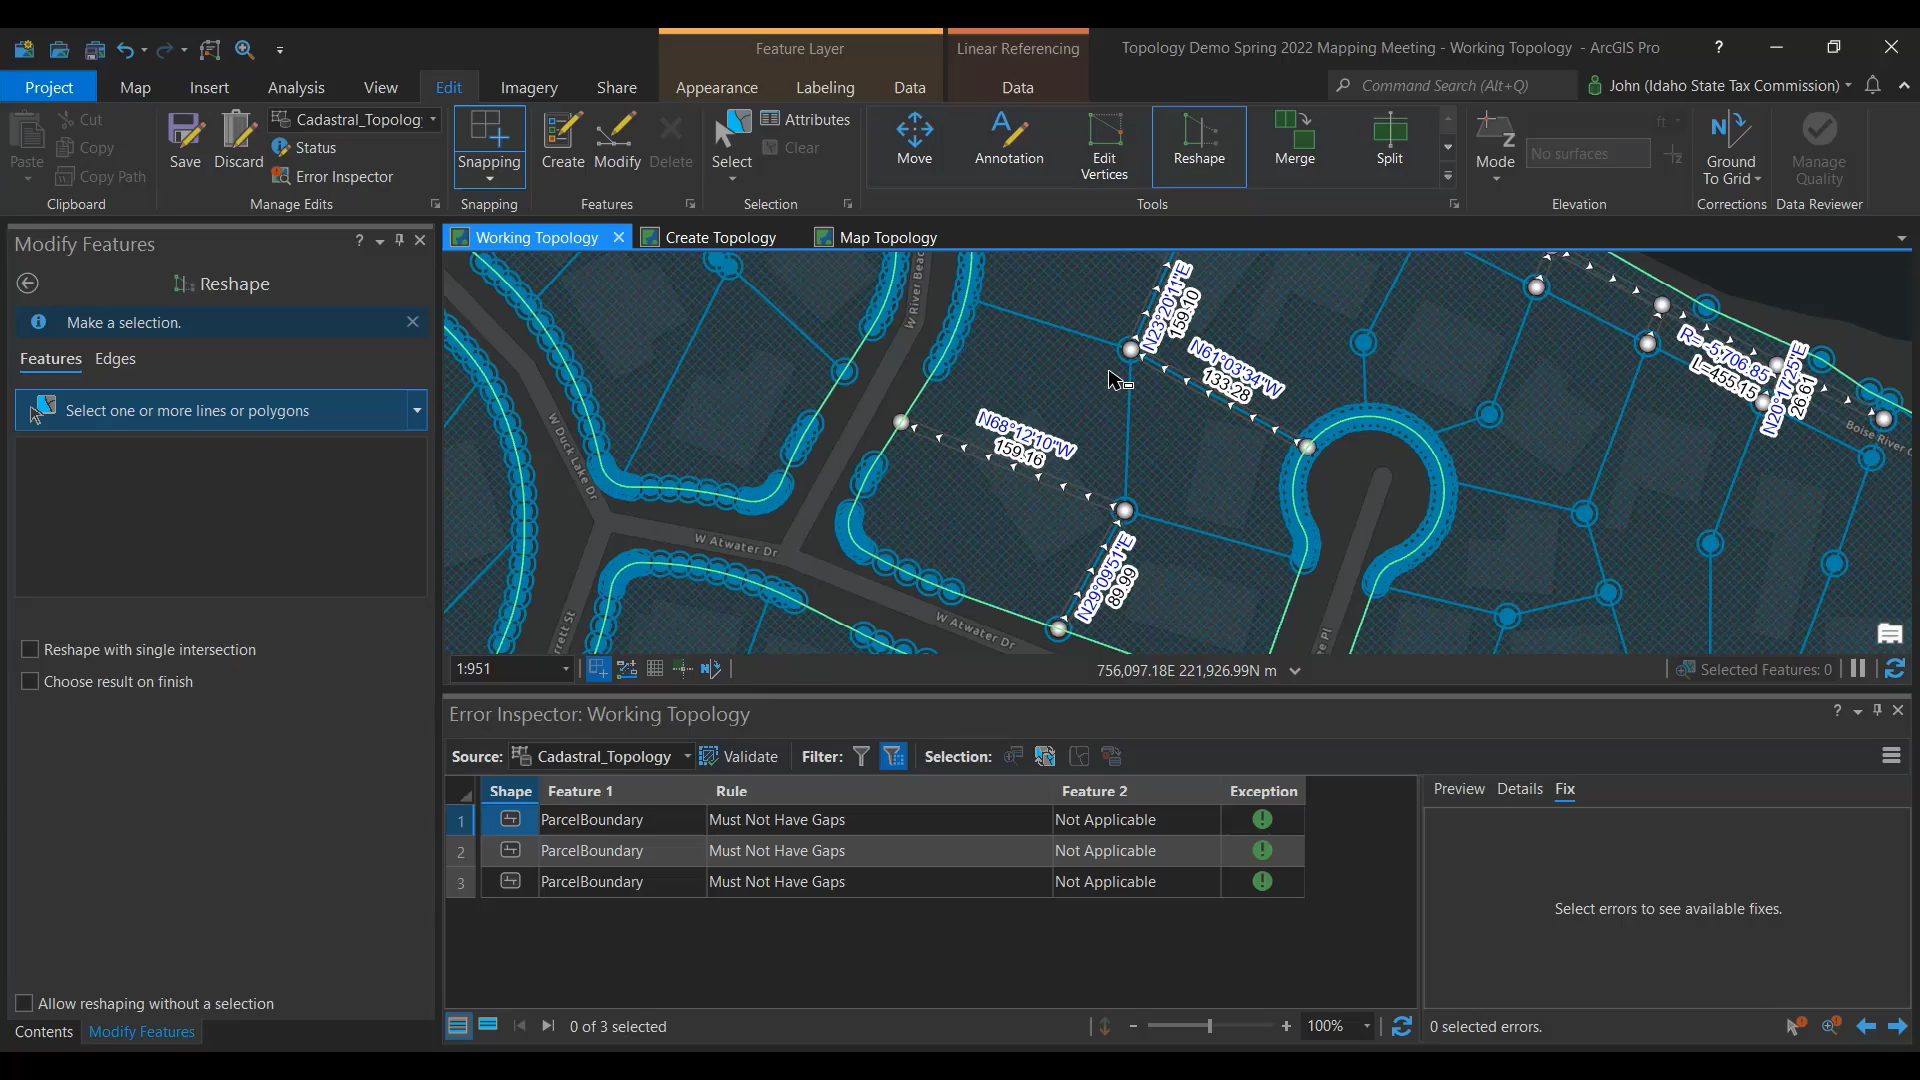 Feature Layer
Linear Referencing
Topology Demo Spring 2022 Mapping Meeting - Working Topology - ArcGIS Pro
?
Project
Map
Insert
Analysis
View
Edit
Imagery
Share
Appearance
Labeling
Data
Data
Command Search (Alt+Q)
John (Idaho State Tax Commission)
Paste
Cut
Copy
Copy Path
Clipboard
Save
Discard
Cadastral_Topolog
Status
Error Inspector
Manage Edits
Snapping
Snapping
Create
Modify
Delete
Features
Select
Attributes
Clear
Selection
Move
Annotation
Edit
Vertices
Reshape
Merge
Split
Tools
Mode
ft
No surfaces
Elevation
Ground
To Grid
Corrections
Manage
Quality
Data Reviewer
Modify Features
?
Reshape
Make a selection.
Features
Edges
Select one or more lines or polygons
Reshape with single intersection
Choose result on finish
Allow reshaping without a selection
Contents
Modify Features
Working Topology
Create Topology
Map Topology
W River Beac
N23°20'11"E
159.10
N61°03'34"W
133.28
R= -5,706.85
L=455.15
N20°17'25"E
26.61
Boise River
W Duck Lake Dr
N68°12'10"W
159.16
W Atwater Dr
N29°09'51"E
89.99
W Atwater Dr
rrett St
e Pl
1:951
756,097.18E 221,926.99N m
Selected Features: 0
Error Inspector: Working Topology
?
Source:
Cadastral_Topology
Validate
Filter:
Selection:
Shape
Feature 1
Rule
Feature 2
Exception
1
ParcelBoundary
Must Not Have Gaps
Not Applicable
2
ParcelBoundary
Must Not Have Gaps
Not Applicable
3
ParcelBoundary
Must Not Have Gaps
Not Applicable
Preview
Details
Fix
Select errors to see available fixes.
0 of 3 selected
100%
0 selected errors.